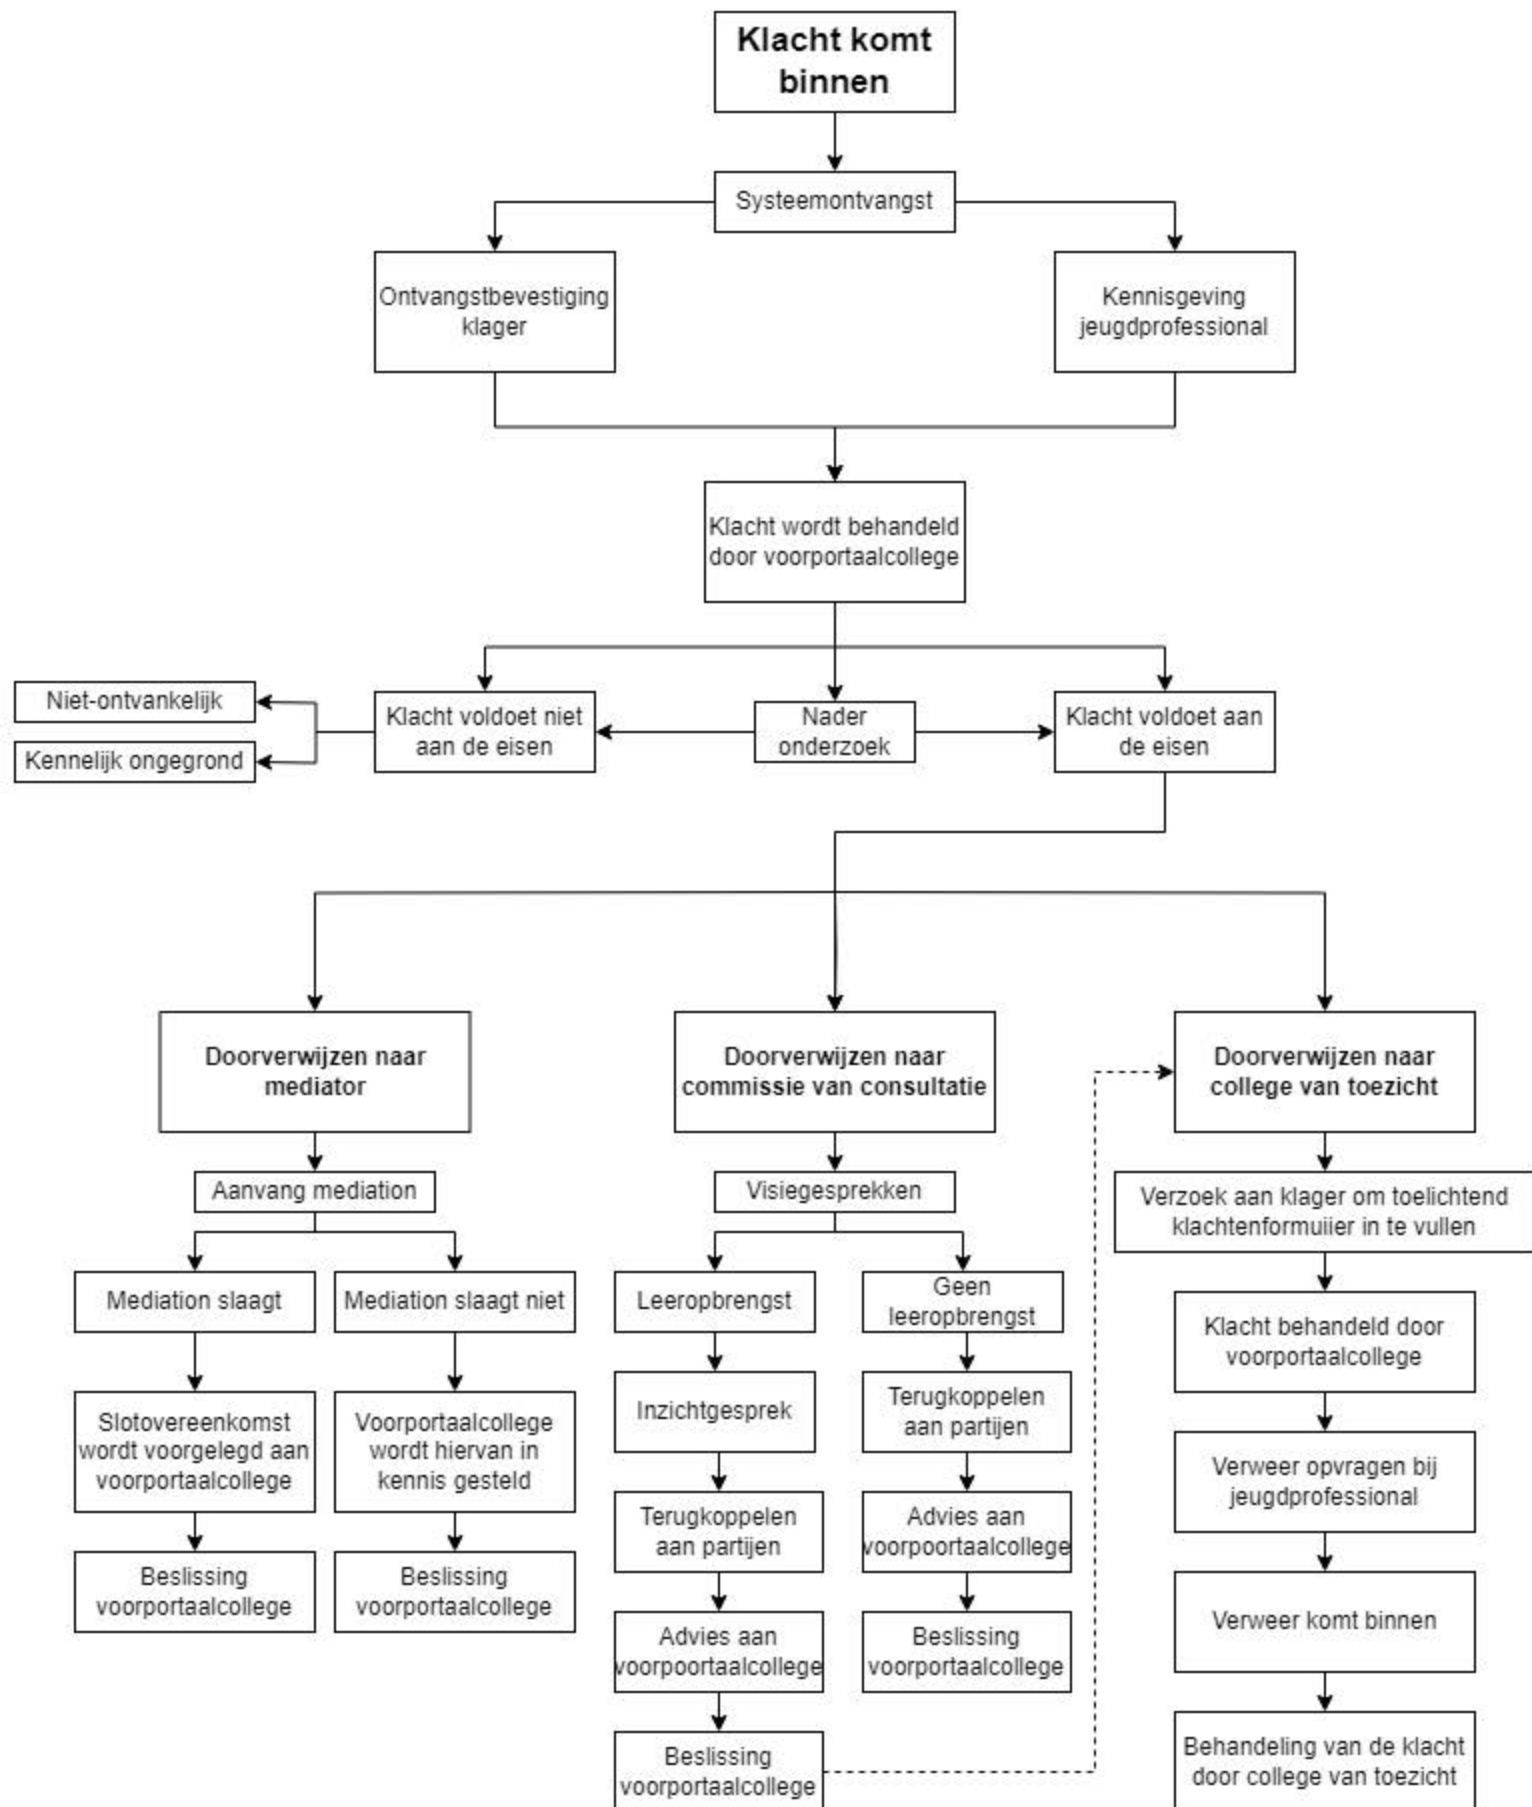 Klacht komt
binnen
Systeemontvangst
Ontvangstbevestiging
klager
Kennisgeving
jeugdprofessional
Klacht wordt behandeld
door voorportaalcollege
Niet-ontvankelijk
Kennelijk ongegrond
Klacht voldoet niet
aan de eisen
Nader
onderzoek
Klacht voldoet aan
de eisen
Doorverwijzen naar
mediator
Aanvang mediation
Mediation slaagt
Slotovereenkomst
wordt voorgelegd aan
voorportaalcollege
Beslissing
voorportaalcollege
Mediation slaagt niet
Voorportaalcollege
wordt hiervan in
kennis gesteld
Beslissing
voorportaalcollege
Doorverwijzen naar
commissie van consultatie
Visiegesprekken
Leeropbrengst
Inzichtgesprek
Terugkoppelen
aan partijen
Advies aan
voorpoortaalcollege
Beslissing
voorportaalcollege
Geen
leeropbrengst
Terugkoppelen
aan partijen
Advies aan
voorpoortaalcollege
Beslissing
voorportaalcollege
Doorverwijzen naar
college van toezicht
Verzoek aan klager om toelichtend
klachtenformuiier in te vullen
Klacht behandeld door
voorportaalcollege
Verweer opvragen bij
jeugdprofessional
Verweer komt binnen
Behandeling van de klacht
door college van toezicht